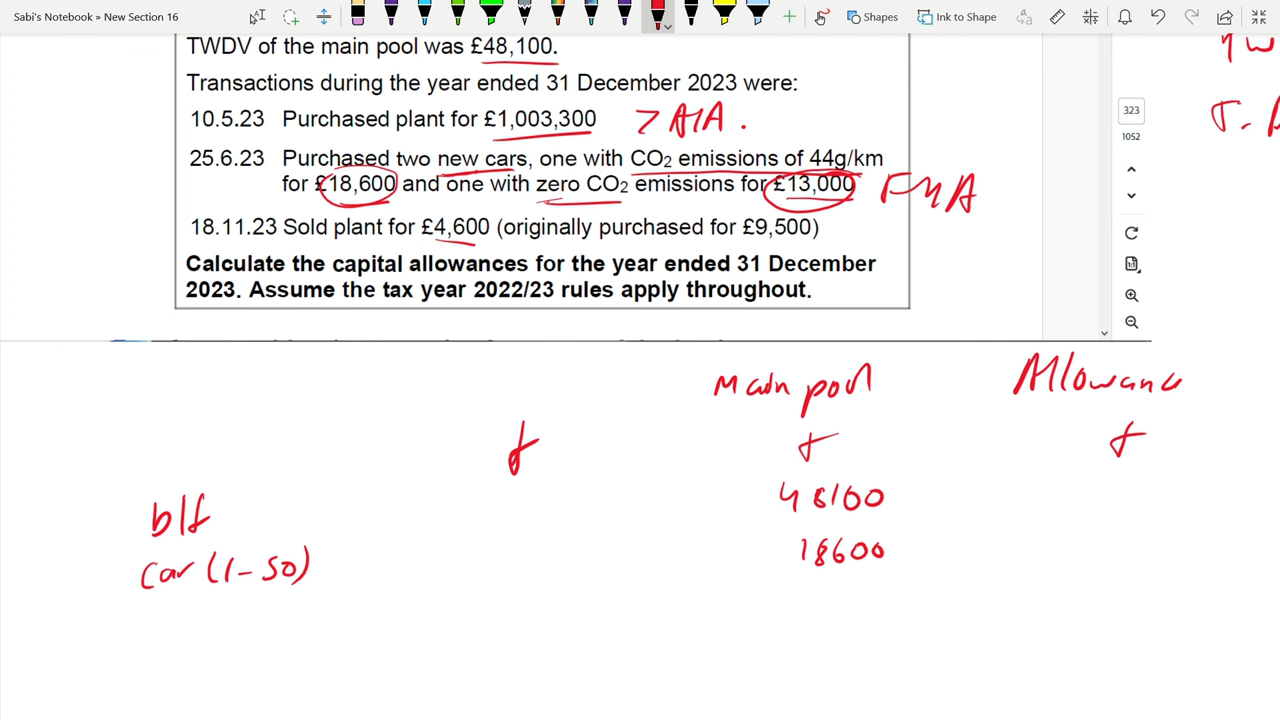 Sabi's Notebook » New Section 16
Shapes
Ink to Shape
TWDV of the main pool was £48,100.
Transactions during the year ended 31 December 2023 were:
10.5.23 Purchased plant for £1,003,300 > AIA.
25.6.23 Purchased two new cars, one with CO2 emissions of 44g/km
for £18,600 and one with zero CO2 emissions for £13,000 FYA
18.11.23 Sold plant for £4,600 (originally purchased for £9,500)
Calculate the capital allowances for the year ended 31 December
2023. Assume the tax year 2022/23 rules apply throughout.
323
1052
Main pool Allowance
£ £ £
b/f 48100
car (1-50) 18600